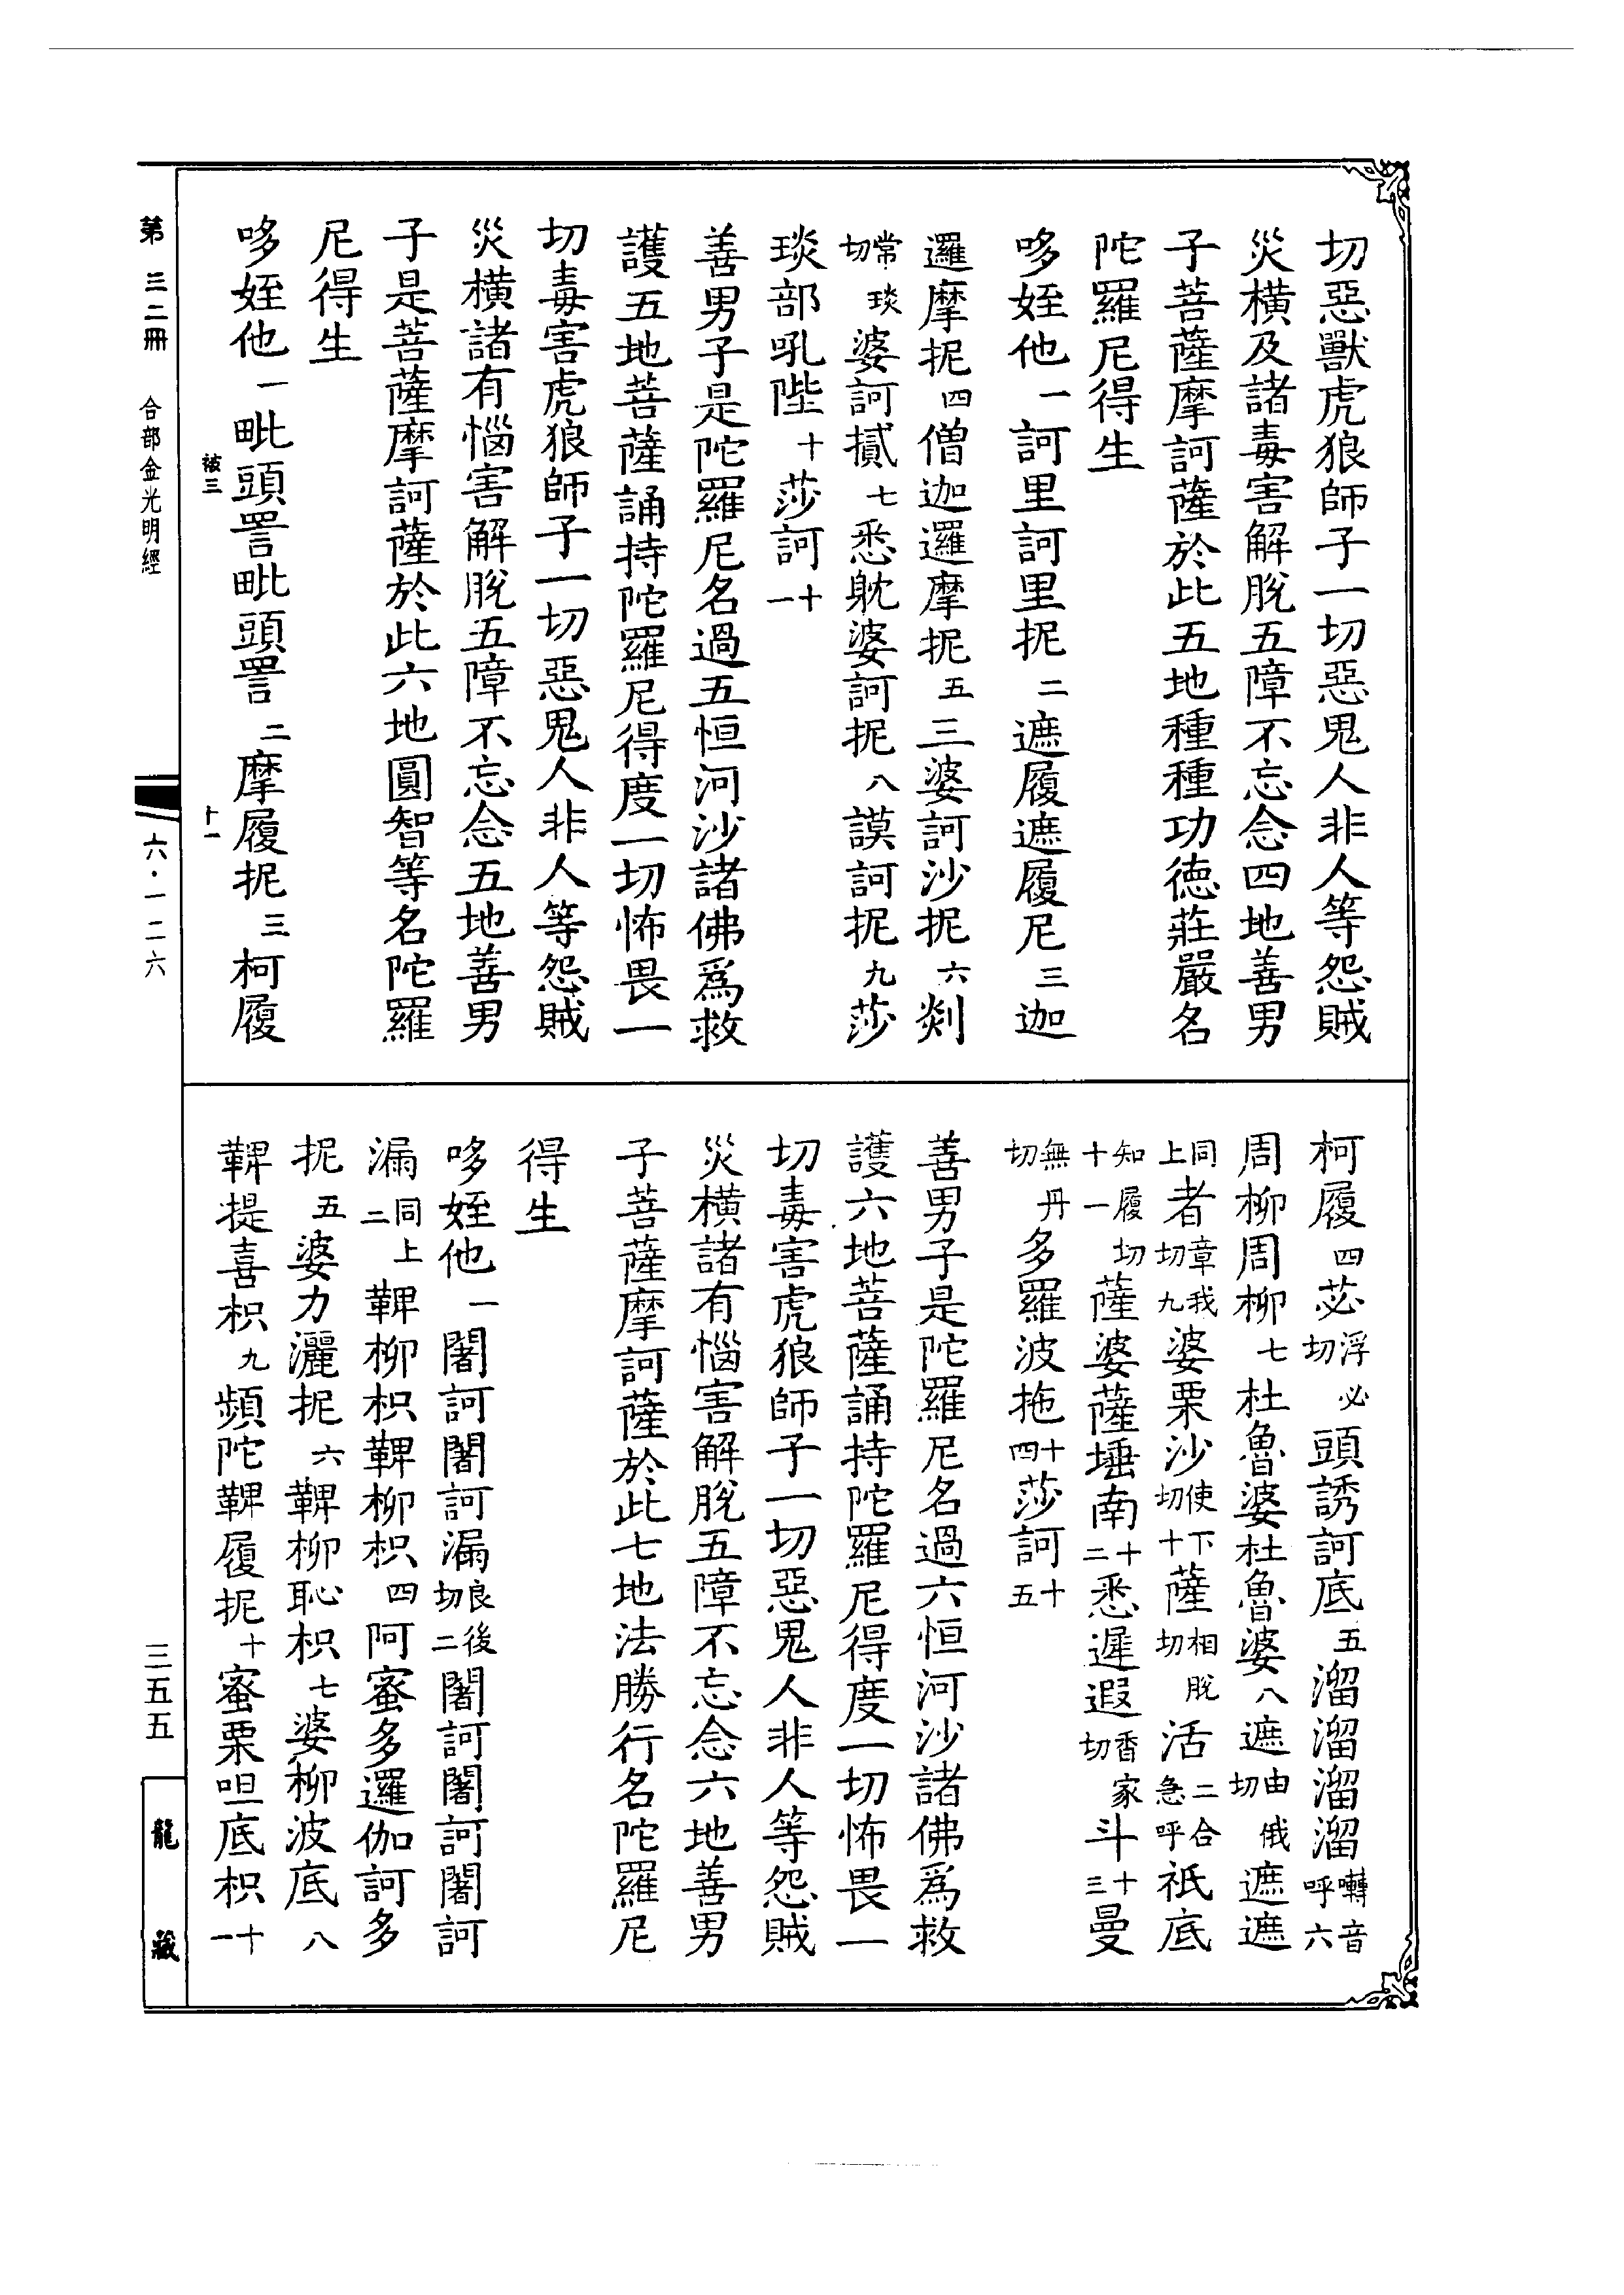 切惡獸虎狼師子一切惡鬼人非人等怨賊
災橫及諸毒害解脫五障不忘念四地善男
子菩薩摩訶薩於此五地種種功德莊嚴名
陀羅尼得生
哆姪他一訶里訶里抳二遮履遮履尼三迦
邏摩抳四僧迦邏摩抳五三婆訶沙抳六剡
常琰切婆訶貳七悉躭婆訶抳八謨訶抳九莎
琰部吼陛十莎訶十一
善男子是陀羅尼名過五恒河沙諸佛爲救
護五地菩薩誦持陀羅尼得度一切怖畏一
切毒害虎狼師子一切惡鬼人非人等怨賊
災橫諸有惱害解脫五障不忘念五地善男
子是菩薩摩訶薩於此六地圓智等名陀羅
尼得生
哆姪他一毗頭詈毗頭詈二摩履抳三柯履
柯履四苾浮必切頭誘訶底五溜溜溜溜囀音呼六
周柳周柳七杜魯婆杜魯婆八遮由俄切遮遮
同上者章我切九婆栗沙使下切十薩相脫切活二合急呼祇底
知履切十一薩婆薩埵南十二悉遲遐香家切斗十三曼
無丹切多羅波拖十四莎訶十五
善男子是陀羅尼名過六恒河沙諸佛爲救
護六地菩薩誦持陀羅尼得度一切怖畏一
切毒害虎狼師子一切惡鬼人非人等怨賊
災橫諸有惱害解脫五障不忘念六地善男
子菩薩摩訶薩於此七地法勝行名陀羅尼
得生
哆姪他一闍訶闍訶漏良後切二闍訶闍訶闍訶
漏同上二鞞柳枳鞞柳枳四阿蜜多邏伽訶多
抳五婆力灑抳六鞞柳恥枳七婆柳波底八
鞞提喜枳九頻陀鞞履抳十蜜栗呾底枳十一
第三二冊 合部金光明經
被三
十一
六·一二六
三五五
龍藏